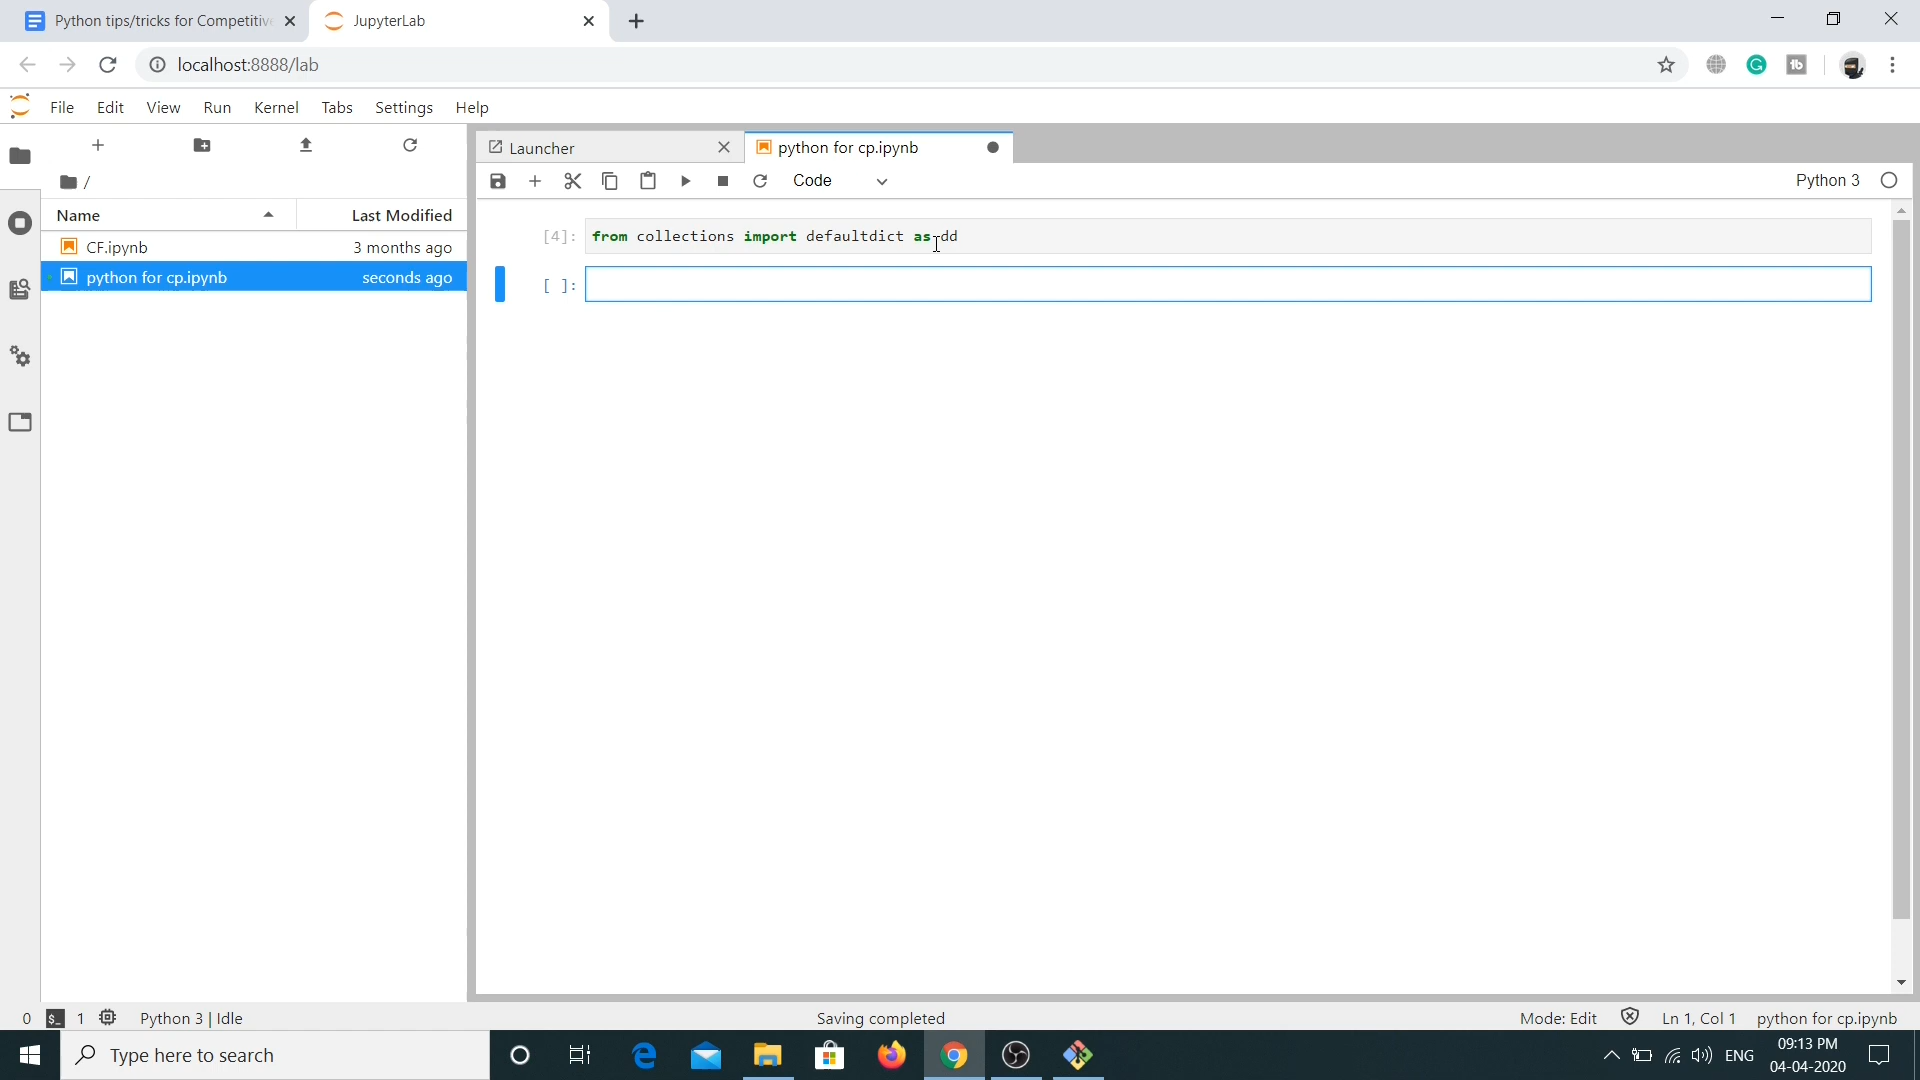 Python tips/tricks for Competitive
JupyterLab
localhost:8888/lab
File Edit View Run Kernel Tabs Settings Help
/
Name Last Modified
CF.ipynb 3 months ago
python for cp.ipynb seconds ago
Launcher
python for cp.ipynb
Code
Python 3
[4]: from collections import defaultdict as dd
[ ]:
0 $_ 1 Python 3 | Idle
Saving completed
Mode: Edit Ln 1, Col 1 python for cp.ipynb
Type here to search
ENG
09:13 PM
04-04-2020